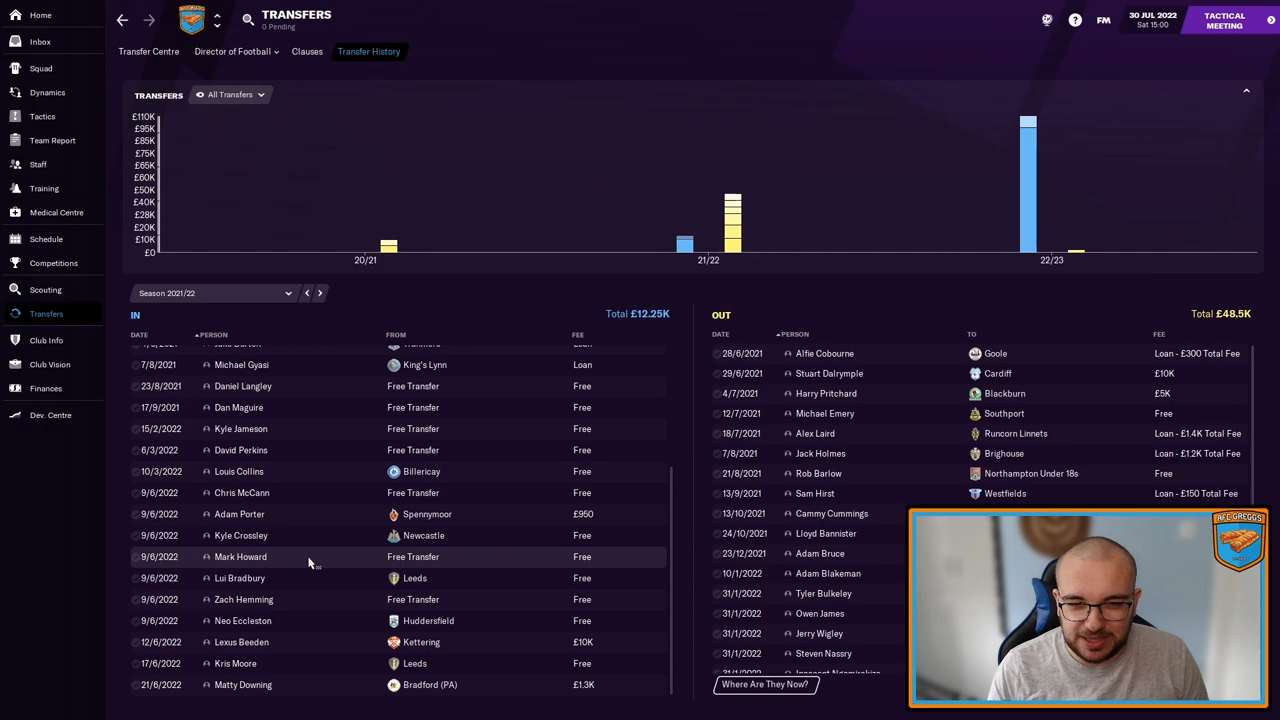 Home
Inbox
Squad
Dynamics
Tactics
Team Report
Staff
Training
Medical Centre
Schedule
Competitions
Scouting
Transfers
Club Info
Club Vision
Finances
Dev. Centre
TRANSFERS
0 Pending
FM
30 JUL 2022
Sat 15:00
TACTICAL
MEETING
Transfer Centre
Director of Football
Clauses
Transfer History
TRANSFERS
All Transfers
£110K
£95K
£85K
£75K
£65K
£50K
£40K
£28K
£20K
£10K
£0
20/21
21/22
22/23
Season 2021/22
IN
Total £12.25K
DATE PERSON FROM FEE
7/8/2021 Michael Gyasi King's Lynn Loan
23/8/2021 Daniel Langley Free Transfer Free
17/9/2021 Dan Maguire Free Transfer Free
15/2/2022 Kyle Jameson Free Transfer Free
6/3/2022 David Perkins Free Transfer Free
10/3/2022 Louis Collins Billericay Free
9/6/2022 Chris McCann Free Transfer Free
9/6/2022 Adam Porter Spennymoor £950
9/6/2022 Kyle Crossley Newcastle Free
9/6/2022 Mark Howard Free Transfer Free
9/6/2022 Lui Bradbury Leeds Free
9/6/2022 Zach Hemming Free Transfer Free
9/6/2022 Neo Eccleston Huddersfield Free
12/6/2022 Lexus Beeden Kettering £10K
17/6/2022 Kris Moore Leeds Free
21/6/2022 Matty Downing Bradford (PA) £1.3K
OUT
Total £48.5K
DATE PERSON TO FEE
28/6/2021 Alfie Cobourne Goole Loan - £300 Total Fee
29/6/2021 Stuart Dalrymple Cardiff £10K
4/7/2021 Harry Pritchard Blackburn £5K
12/7/2021 Michael Emery Southport Free
18/7/2021 Alex Laird Runcorn Linnets Loan - £1.4K Total Fee
7/8/2021 Jack Holmes Brighouse Loan - £1.2K Total Fee
21/8/2021 Rob Barlow Northampton Under 18s Free
13/9/2021 Sam Hirst Westfields Loan - £150 Total Fee
13/10/2021 Cammy Cummings
24/10/2021 Lloyd Bannister
23/12/2021 Adam Bruce
10/1/2022 Adam Blakeman
31/1/2022 Tyler Bulkeley
31/1/2022 Owen James
31/1/2022 Jerry Wigley
31/1/2022 Steven Nassry
Where Are They Now?
AFC GREGGS